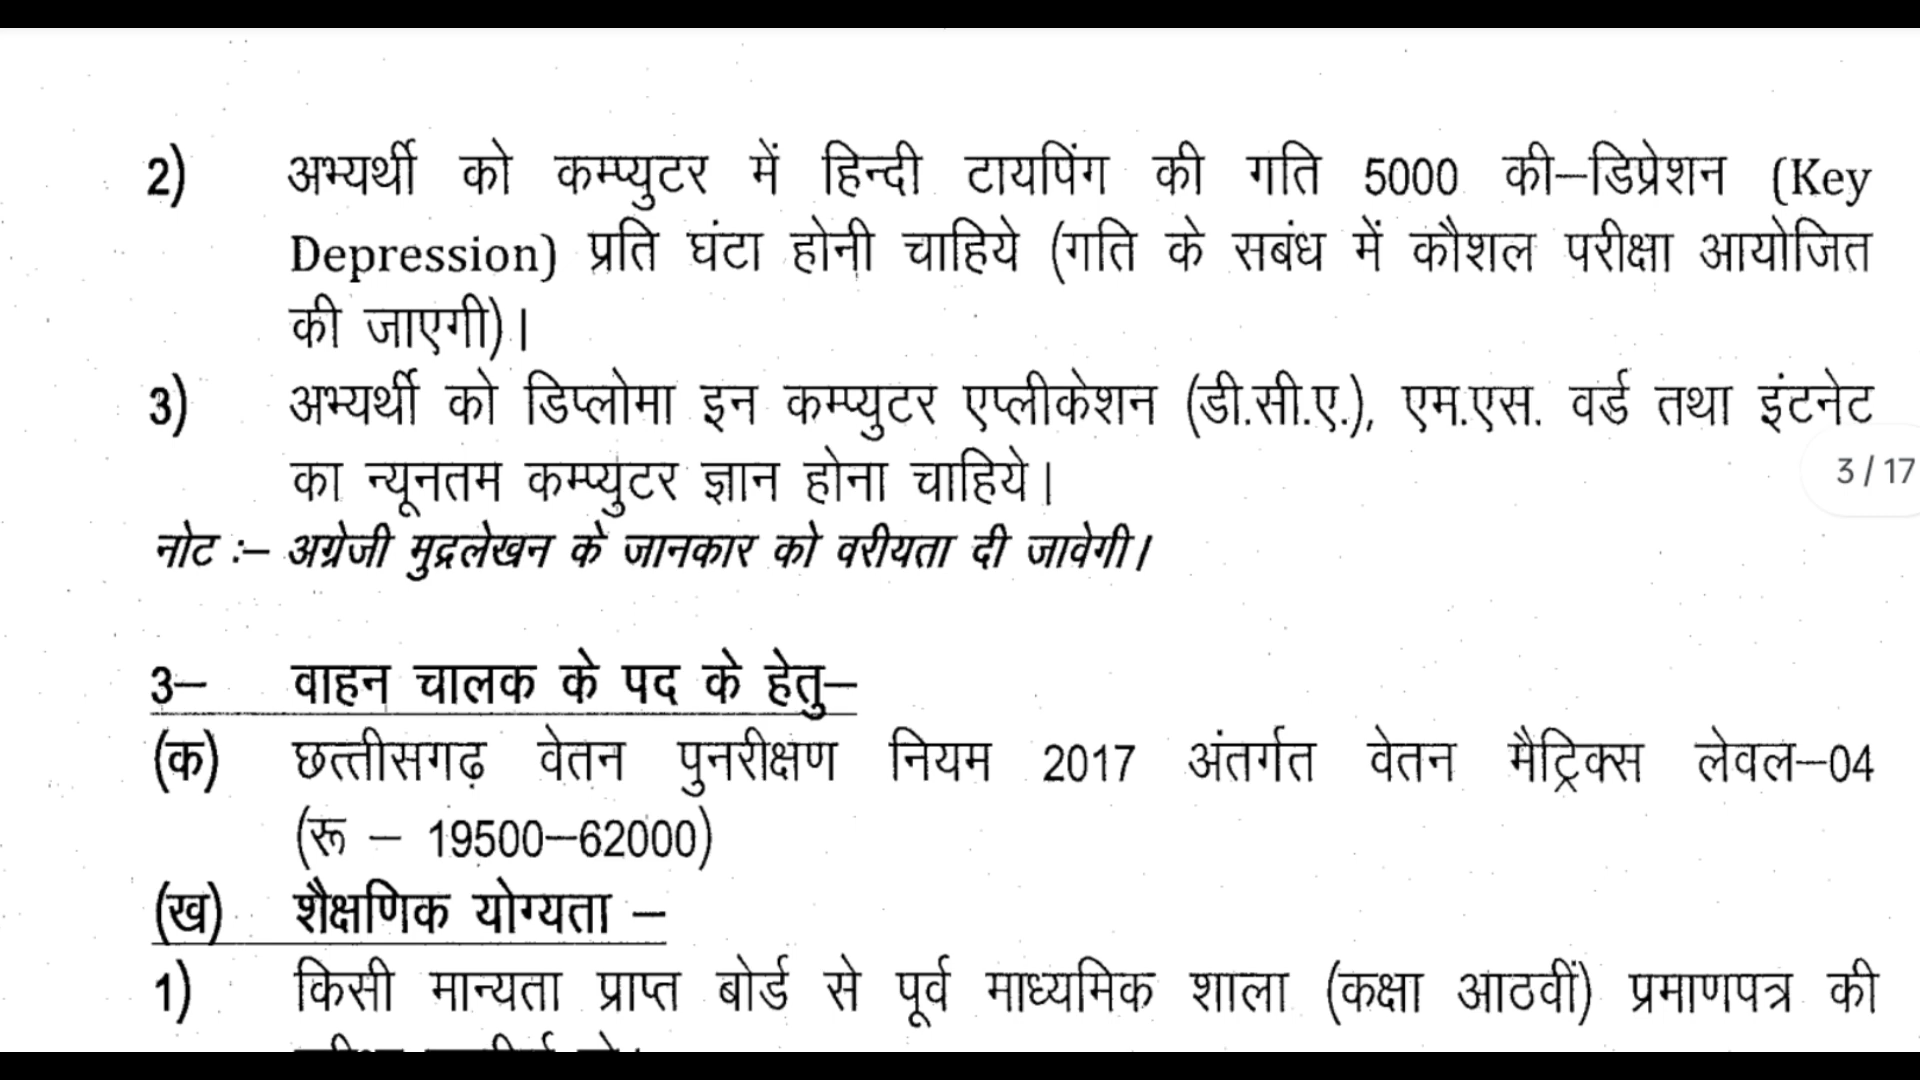 2) अभ्यर्थी को कम्प्युटर में हिन्दी टायपिंग की गति 5000 की–डिप्रेशन (Key
Depression) प्रति घंटा होनी चाहिये (गति के सबंध में कौशल परीक्षा आयोजित
की जाएगी)।
3) अभ्यर्थी को डिप्लोमा इन कम्प्युटर एप्लीकेशन (डी.सी.ए.), एम.एस. वर्ड तथा इंटनेट
का न्यूनतम कम्प्युटर ज्ञान होना चाहिये।
3 / 17
नोट :– अग्रेजी मुद्रलेखन के जानकार को वरीयता दी जावेगी।
3– वाहन चालक के पद के हेतु–
(क) छत्तीसगढ़ वेतन पुनरीक्षण नियम 2017 अंतर्गत वेतन मैट्रिक्स लेवल–04
(रू – 19500–62000)
(ख) शैक्षणिक योग्यता –
1) किसी मान्यता प्राप्त बोर्ड से पूर्व माध्यमिक शाला (कक्षा आठवीं) प्रमाणपत्र की